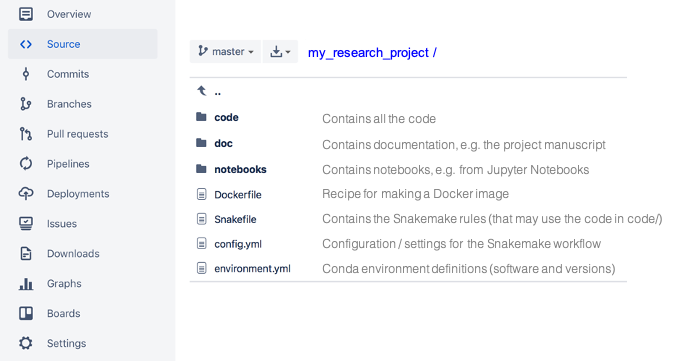 Overview
Source
Commits
Branches
Pull requests
Pipelines
Deployments
Issues
Downloads
Graphs
Boards
Settings
master my_research_project /
..
code Contains all the code
doc Contains documentation, e.g. the project manuscript
notebooks Contains notebooks, e.g. from Jupyter Notebooks
Dockerfile Recipe for making a Docker image
Snakefile Contains the Snakemake rules (that may use the code in code/)
config.yml Configuration / settings for the Snakemake workflow
environment.yml Conda environment definitions (software and versions)